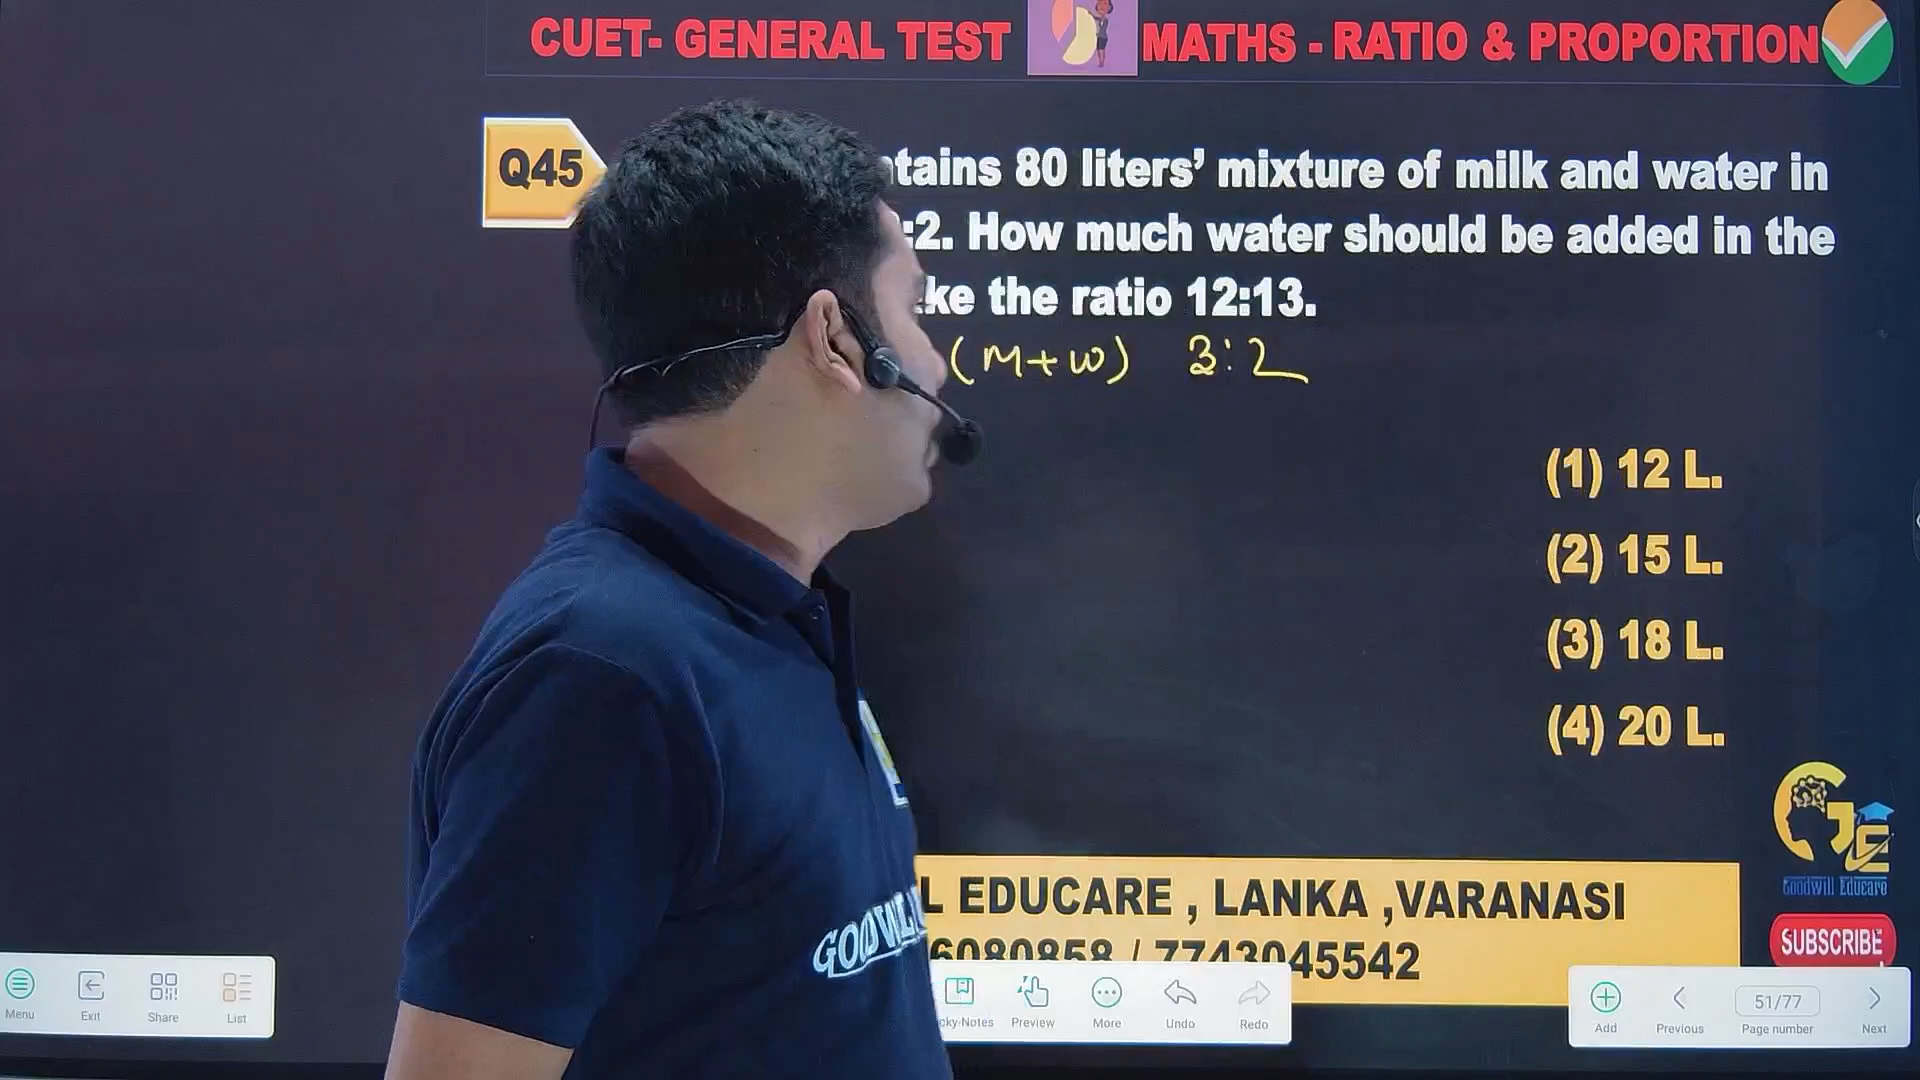 CUET- GENERAL TEST MATHS - RATIO & PROPORTION
Q45
80 liters’ mixture of milk and water in
:2. How much water should be added in the
the ratio 12:13.
(M+W) 3:2
(1) 12 L.
(2) 15 L.
(3) 18 L.
(4) 20 L.
Goodwill Educare
EDUCARE , LANKA ,VARANASI
6080858 / 7743045542
SUBSCRIBE
Menu Exit Share List
Preview More Undo Redo
Add Previous 51/77 Page number Next